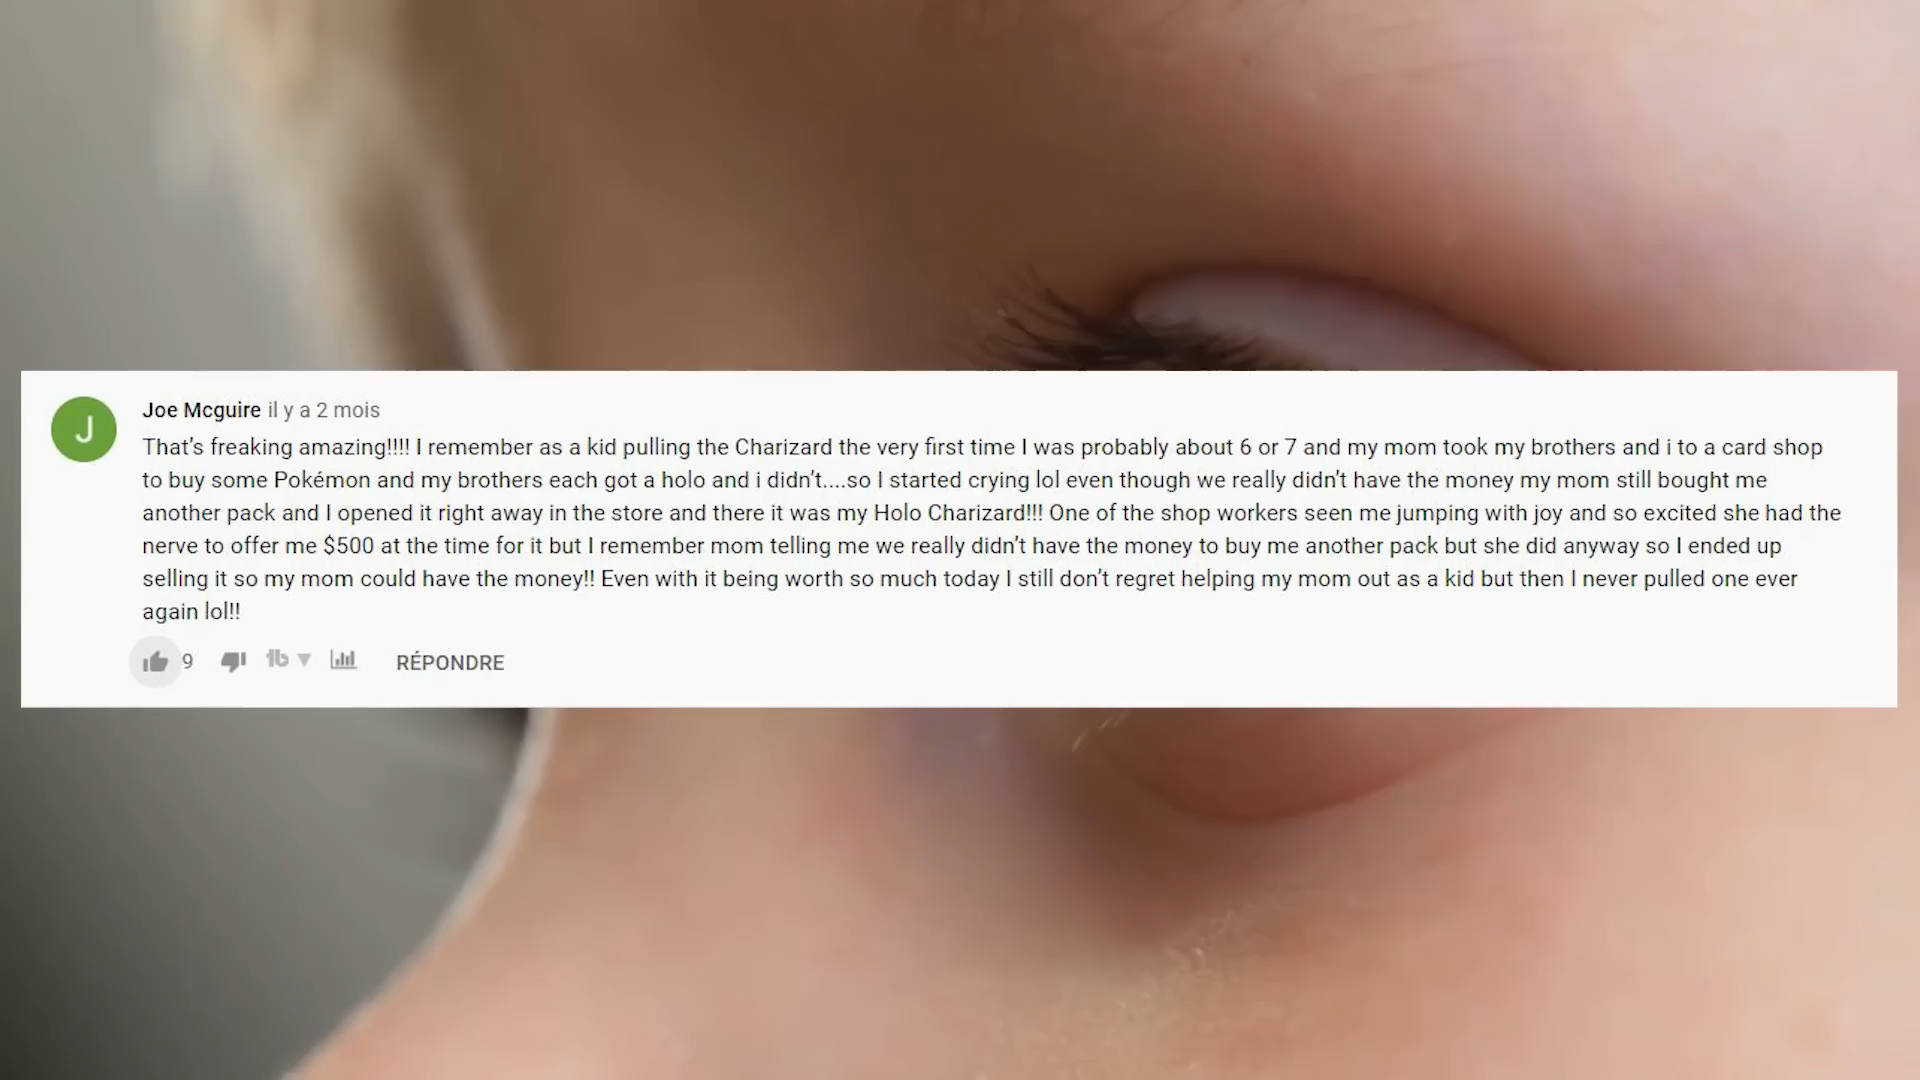 J
Joe Mcguire il y a 2 mois
That's freaking amazing!!!! I remember as a kid pulling the Charizard the very first time I was probably about 6 or 7 and my mom took my brothers and i to a card shop
to buy some Pokémon and my brothers each got a holo and i didn't....so I started crying lol even though we really didn't have the money my mom still bought me
another pack and I opened it right away in the store and there it was my Holo Charizard!!! One of the shop workers seen me jumping with joy and so excited she had the
nerve to offer me $500 at the time for it but I remember mom telling me we really didn't have the money to buy me another pack but she did anyway so I ended up
selling it so my mom could have the money!! Even with it being worth so much today I still don't regret helping my mom out as a kid but then I never pulled one ever
again lol!!
9 RÉPONDRE